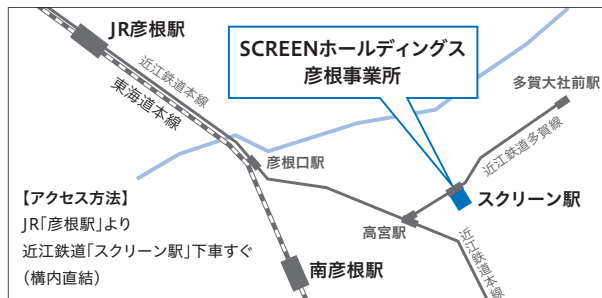 JR彦根駅
近江鉄道本線
東海道本線
SCREENホールディングス
彦根事業所
多賀大社前駅
近江鉄道多賀線
彦根口駅
スクリーン駅
高宮駅
近江鉄道本線
南彦根駅
【アクセス方法】
JR「彦根駅」より
近江鉄道「スクリーン駅」下車すぐ
(構内直結)